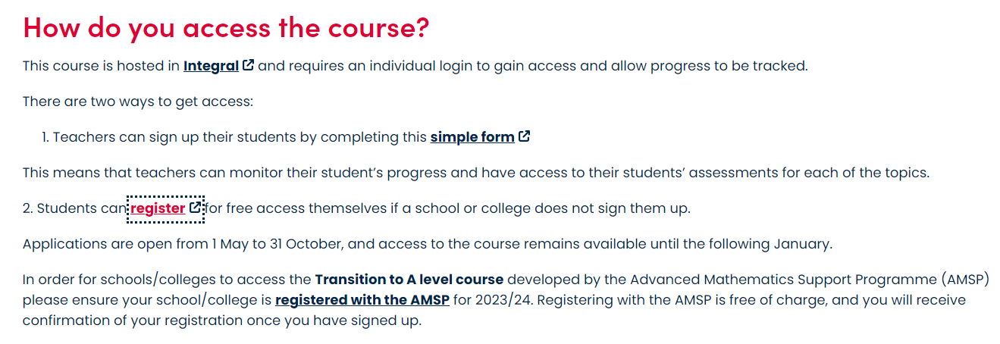 How do you access the course?
This course is hosted in Integral and requires an individual login to gain access and allow progress to be tracked.
There are two ways to get access:
1. Teachers can sign up their students by completing this simple form
This means that teachers can monitor their student’s progress and have access to their students’ assessments for each of the topics.
2. Students can register for free access themselves if a school or college does not sign them up.
Applications are open from 1 May to 31 October, and access to the course remains available until the following January.
In order for schools/colleges to access the Transition to A level course developed by the Advanced Mathematics Support Programme (AMSP)
please ensure your school/college is registered with the AMSP for 2023/24. Registering with the AMSP is free of charge, and you will receive
confirmation of your registration once you have signed up.